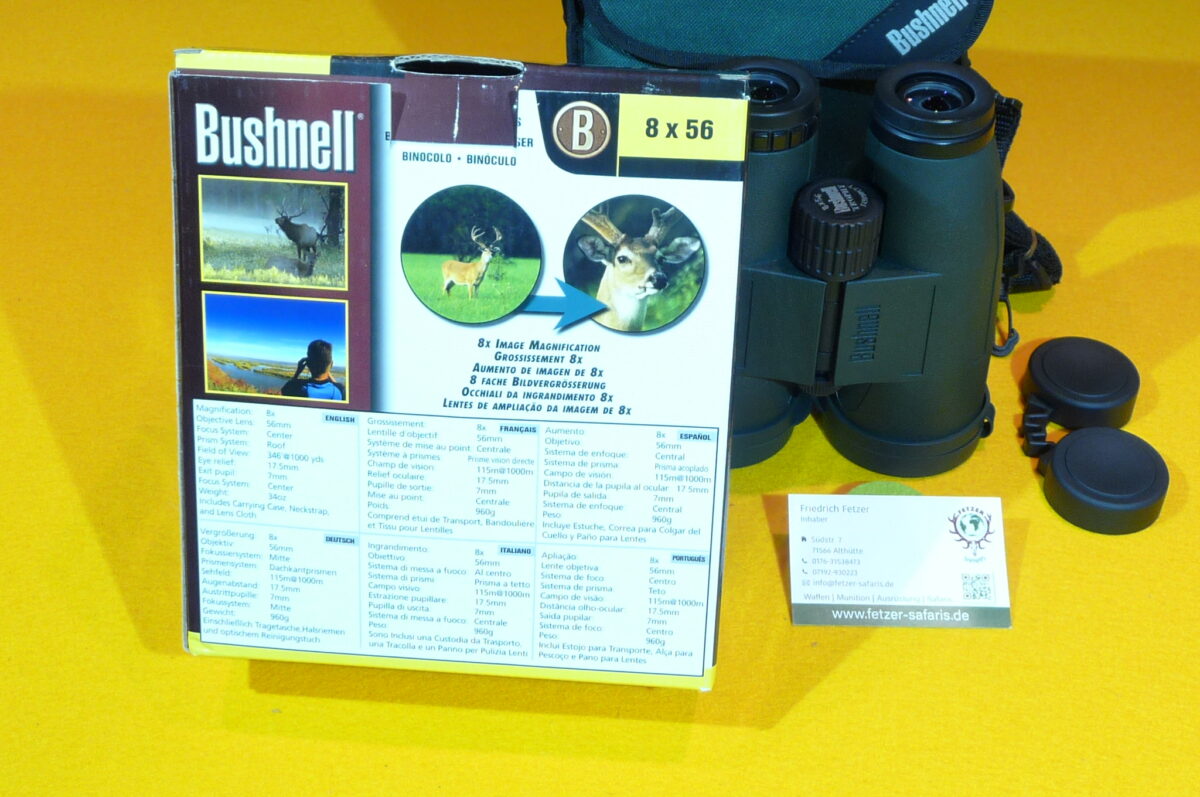 Bushnell
Bushnell®
BINOCOLO • BINÓCULO
B
8 x 56
8x IMAGE MAGNIFICATION
GROSSISSEMENT 8X
AUMENTO DE IMAGEN DE 8X
8 FACHE BILDVERGRÖSSERUNG
OCCHIALI DA INGRANDIMENTO 8X
LENTES DE AMPLIAÇÃO DA IMAGEM DE 8X
ENGLISH
Magnification: 8x
Objective Lens: 56mm
Focus System: Center
Prism System: Roof
Field of View: 346'@1000 yds
Eye relief: 17.5mm
Exit pupil: 7mm
Focus System: Center
Weight: 34oz
Includes Carrying Case, Neckstrap,
and Lens Cloth
FRANÇAIS
Grossissement: 8x
Lentille d'objectif 56mm
Système de mise au point Centrale
Système à prismes Prisme vision directe
Champ de vision: 115m@1000m
Relief oculaire: 17.5mm
Pupille de sortie: 7mm
Mise au point: Centrale
Poids 960g
Comprend étui de Transport, Bandoulière
et Tissu pour Lentilles
ESPAÑOL
Aumento: 8x
Objetivo: 56mm
Sistema de enfoque: Central
Sistema de prisma: Prisma acoplado
Campo de visión: 115m@1000m
Distancia de la pupila al ocular 17.5mm
Pupila de salida: 7mm
Sistema de enfoque: Central
Peso: 960g
Incluye Estuche, Correa para Colgar del
Cuello y Paño para Lentes
DEUTSCH
Vergrößerung: 8x
Objektiv: 56mm
Fokussiersystem: Mitte
Prismensystem: Dachkantprismen
Sehfeld: 115m@1000m
Augenabstand: 17.5mm
Austrittpupille: 7mm
Fokussystem: Mitte
Gewicht: 960g
Einschließlich Tragetasche, Halsriemen
und optischem Reinigungstuch
ITALIANO
Ingrandimento: 8x
Obiettivo: 56mm
Sistema di messa a fuoco Al centro
Sistema di prismi Prisma a tetto
Campo visivo: 115m@1000m
Estrazione pupillare: 17.5mm
Pupilla di uscita: 7mm
Sistema di messa a fuoco: Centrale
Peso: 960g
Sono Inclusi una Custodia da Trasporto,
una Tracolla e un Panno per Pulizia Lenti
PORTUGUÊS
Apliação: 8x
Lente objetiva: 56mm
Sistema de foco: Centro
Sistema de prisma: Teto
Campo de visão: 115m@1000m
Distância olho-ocular: 17.5mm
Saída pupilar: 7mm
Sistema de foco: Centro
Peso: 960g
Inclui Estojo para Transporte, Alça para
Pescoço e Pano para Lentes
Bushnell
Bushnell
Friedrich Fetzer
Inhaber
Südstr. 7
71566 Althütte
0176-31538413
07192-930223
info@fetzer-safaris.de
FETZER
Waffen | Munition | Ausrüstung | Safaris
www.fetzer-safaris.de